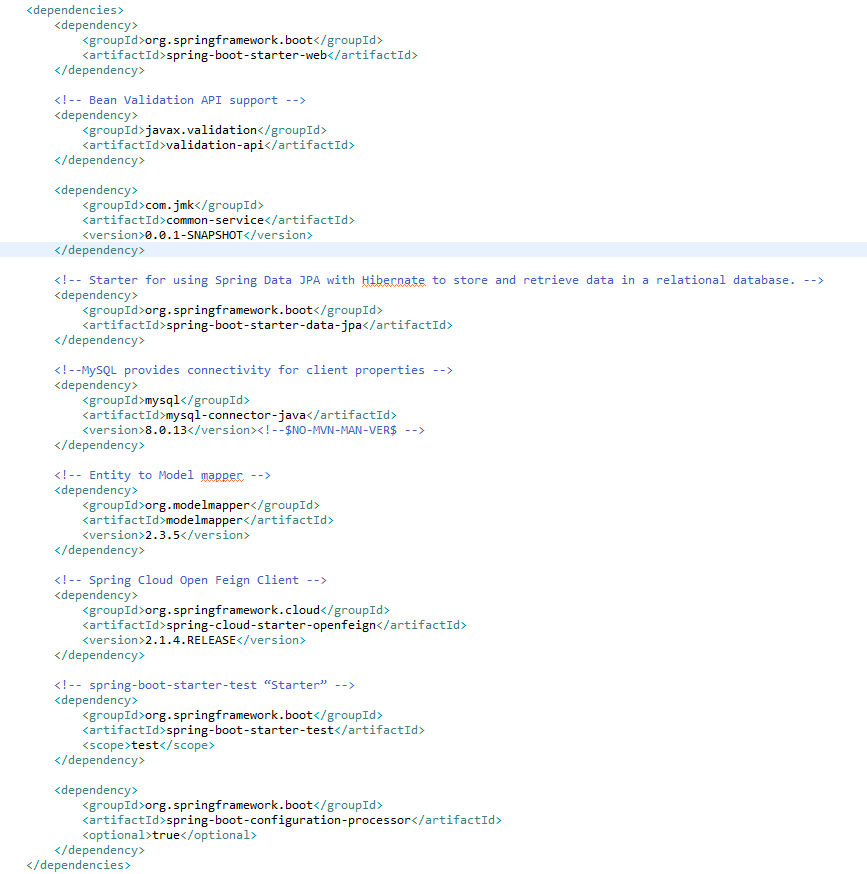 <dependencies>
<dependency>
<groupId>org.springframework.boot</groupId>
<artifactId>spring-boot-starter-web</artifactId>
</dependency>
<!-- Bean Validation API support -->
<dependency>
<groupId>javax.validation</groupId>
<artifactId>validation-api</artifactId>
</dependency>
<dependency>
<groupId>com.jmk</groupId>
<artifactId>common-service</artifactId>
<version>0.0.1-SNAPSHOT</version>
</dependency>
<!-- Starter for using Spring Data JPA with Hibernate to store and retrieve data in a relational database. -->
<dependency>
<groupId>org.springframework.boot</groupId>
<artifactId>spring-boot-starter-data-jpa</artifactId>
</dependency>
<!--MySQL provides connectivity for client properties -->
<dependency>
<groupId>mysql</groupId>
<artifactId>mysql-connector-java</artifactId>
<version>8.0.13</version><!--$NO-MVN-MAN-VER$ -->
</dependency>
<!-- Entity to Model mapper -->
<dependency>
<groupId>org.modelmapper</groupId>
<artifactId>modelmapper</artifactId>
<version>2.3.5</version>
</dependency>
<!-- Spring Cloud Open Feign Client -->
<dependency>
<groupId>org.springframework.cloud</groupId>
<artifactId>spring-cloud-starter-openfeign</artifactId>
<version>2.1.4.RELEASE</version>
</dependency>
<!-- spring-boot-starter-test “Starter” -->
<dependency>
<groupId>org.springframework.boot</groupId>
<artifactId>spring-boot-starter-test</artifactId>
<scope>test</scope>
</dependency>
<dependency>
<groupId>org.springframework.boot</groupId>
<artifactId>spring-boot-configuration-processor</artifactId>
<optional>true</optional>
</dependency>
</dependencies>